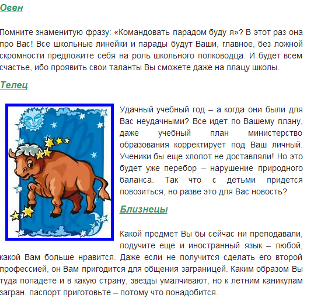 Овен
Помните знаменитую фразу: «Командовать парадом буду я»? В этот раз она
про Вас! Все школьные линейки и парады будут Ваши, главное, без ложной
скромности предложите себя на роль школьного полководца. И будет всем
счастье, ибо проявить свои таланты Вы сможете даже на плацу школы.
Телец
Удачный учебный год – а когда они были для
Вас неудачными? Все идет по Вашему плану,
даже учебный план министерство
образования корректирует под Ваш личный.
Ученики бы еще хлопот не доставляли! Но это
будет уже перебор – нарушение природного
баланса. Так что с детьми придется
повозиться, но разве это для Вас новость?
Близнецы
Какой предмет Вы бы сейчас ни преподавали,
подучите еще и иностранный язык – любой,
какой Вам больше нравится. Даже если не получится сделать его второй
профессией, он Вам пригодится для общения заграницей. Каким образом Вы
туда попадете и в какую страну, звезды умалчивают, но к летним каникулам
загран. паспорт приготовьте – потому что понадобится.